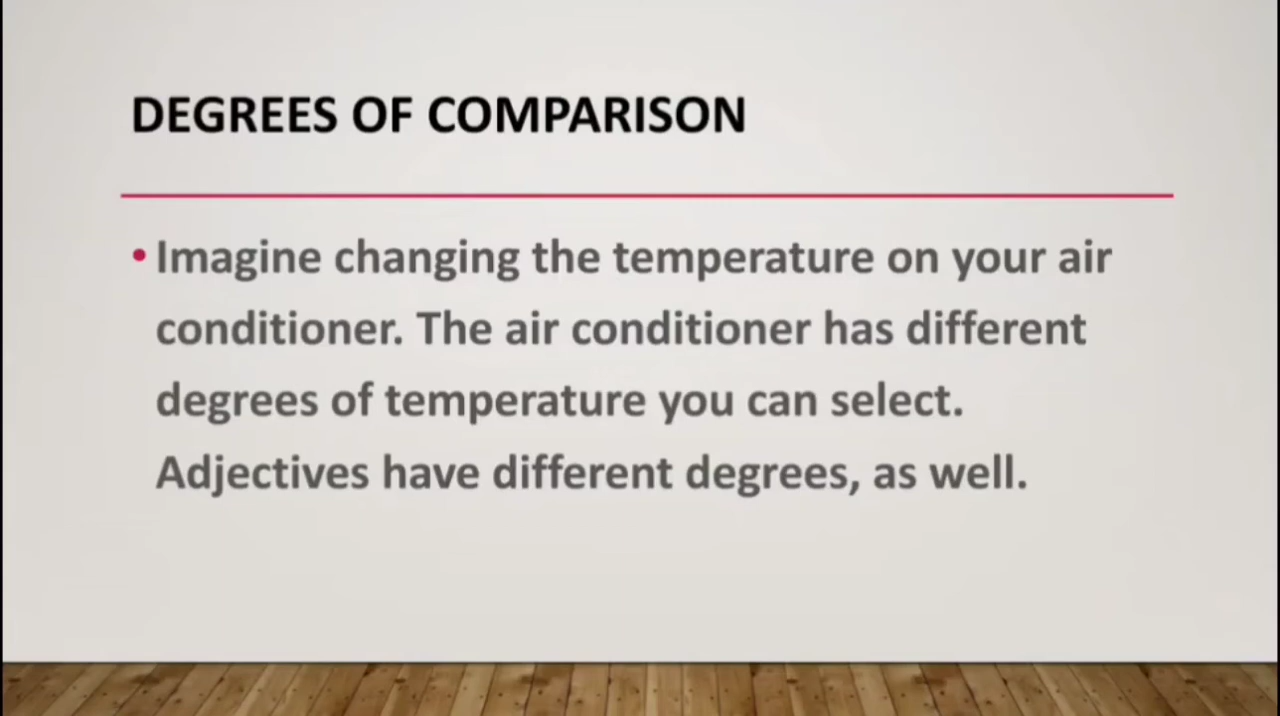 DEGREES OF COMPARISON
• Imagine changing the temperature on your air
conditioner. The air conditioner has different
degrees of temperature you can select.
Adjectives have different degrees, as well.